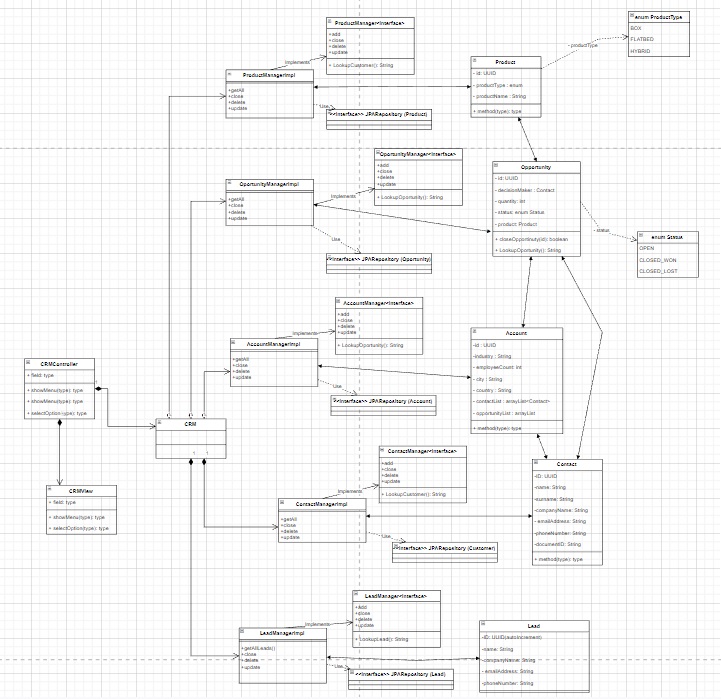 ProductManager<Interface>
+add
+close
+delete
+update
+ LookupCustomer(): String
enum ProductType
BOX
FLATBED
HYBRID
- productType
Implements
ProductManagerImpl
+getAll
+close
+delete
+update
Use
<<Interface>> JPARepository (Product)
Product
- id: UUID
- productType : enum
- productName : String
+ method(type): type
OportunityManager<Interface>
+add
+close
+delete
+update
+ LookupOportunity(): String
Implements
OportunityManagerImpl
+getAll
+close
+delete
+update
Use
<<Interface>> JPARepository (Oportunity)
Opportunity
- id: UUID
- decisionMaker : Contact
- quantity: int
- status: enum Status
- product: Product
+ closeOpportinuty(id): boolean
+ LookupOportunity(): String
- status
enum Status
OPEN
CLOSED_WON
CLOSED_LOST
AccountManager<Interface>
+add
+close
+delete
+update
+ LookupOportunity(): String
Implements
AccountManagerImpl
+getAll
+close
+delete
+update
Use
<<Interface>> JPARepository (Account)
Account
-id : UUID
-industry : String
- employeeCount: int
- city : String
- country : String
- contactList : arrayList<Contact>
- opportunityList : arrayList
+ method(type): type
CRMController
+ field: type
+ showMenu(type): type
+ showMenu(type): type
+ selectOption(type): type
CRM
1
1
CRMView
+ field: type
+ showMenu(type): type
+ selectOption(type): type
ContactManager<Interface>
+add
+close
+delete
+update
+ LookupCustomer(): String
Implements
ContactManagerImpl
+getAll
+close
+delete
+update
Use
<<Interface>> JPARepository (Customer)
Contact
-ID: UUID
-name: String
-surname: String
-companyName: String
- emailAddress: String
-phoneNumber: String
-documentID: String
+ method(type): type
LeadManager<Interface>
+add
+close
+delete
+update
+ LookupLead(): String
Implements
LeadManagerImpl
+getAllLeads()
+close
+delete
+update
Use
<<Interface>> JPARepository (Lead)
Lead
-ID: UUID(autoIncrement)
-name: String
-companyName: String
- emailAddress: String
-phoneNumber: String